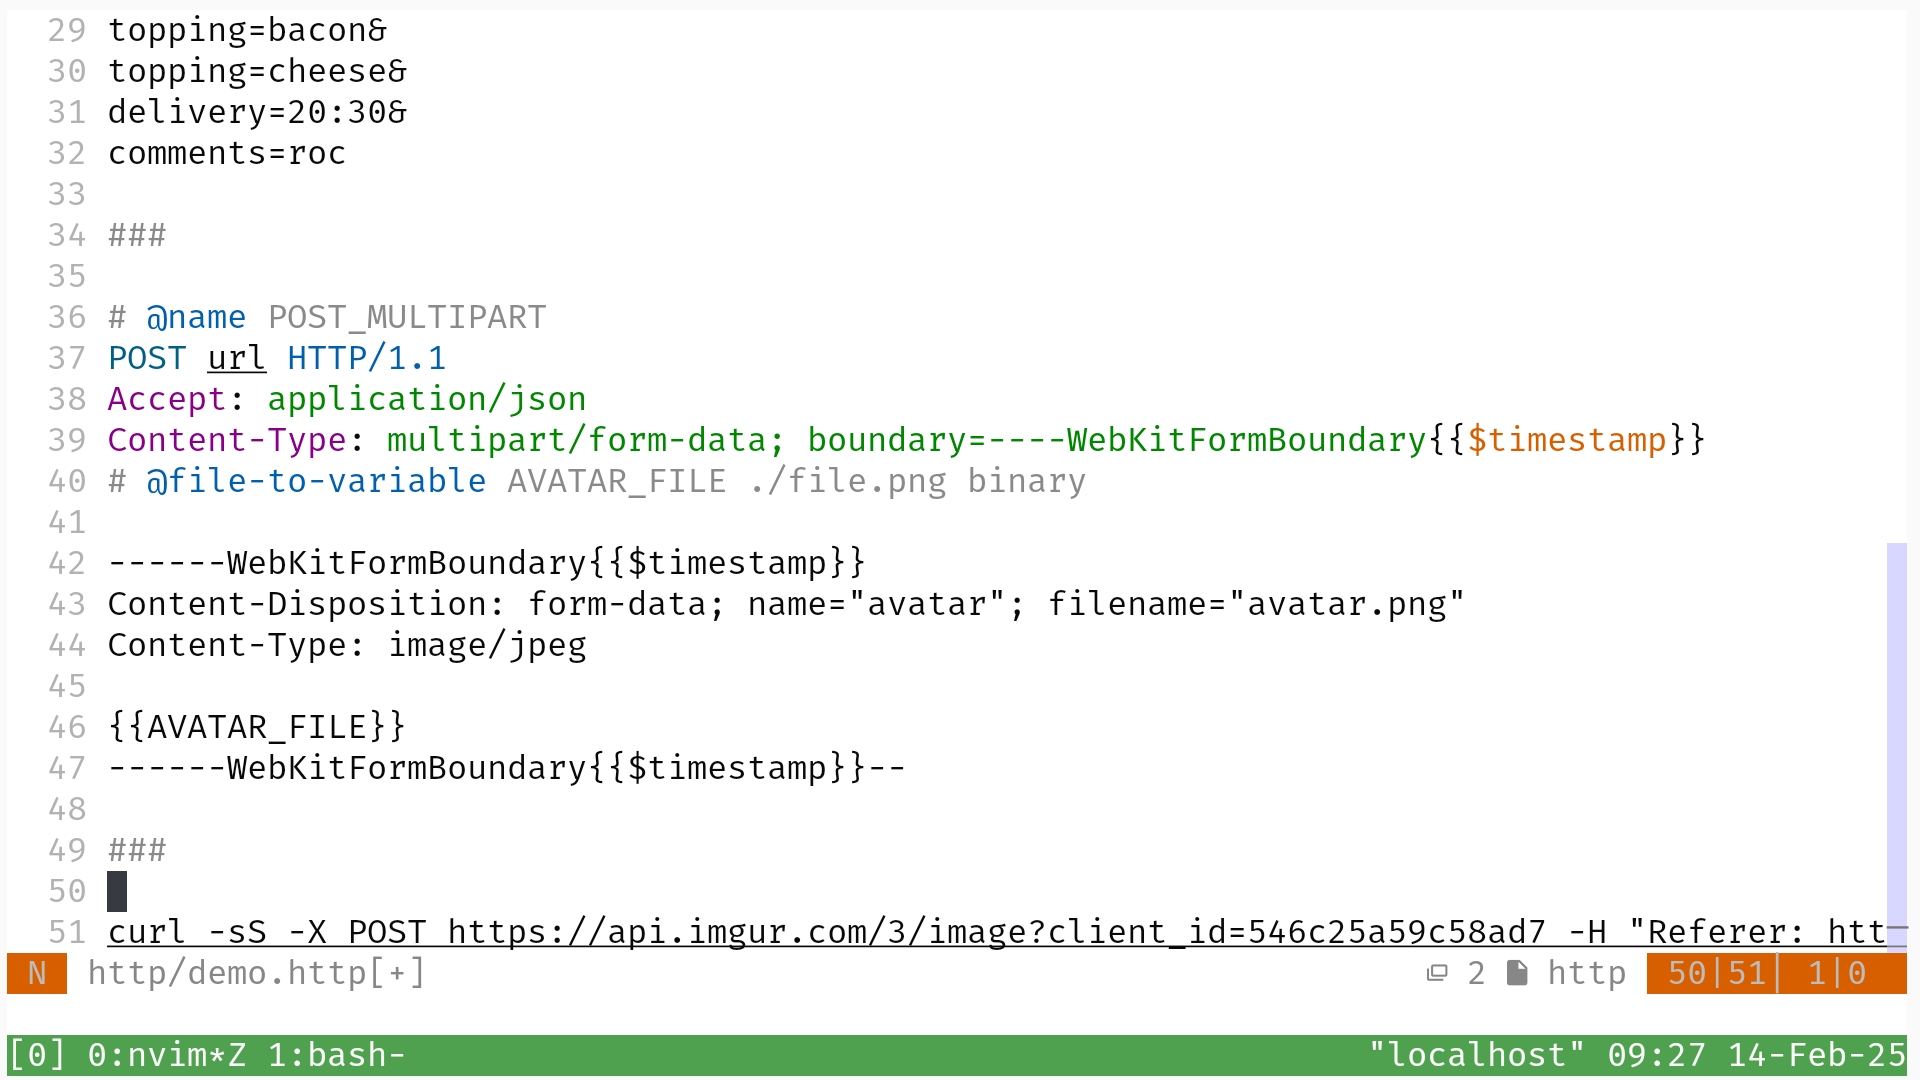 29 topping=bacon&
30 topping=cheese&
31 delivery=20:30&
32 comments=roc
33
34 ###
35
36 # @name POST_MULTIPART
37 POST url HTTP/1.1
38 Accept: application/json
39 Content-Type: multipart/form-data; boundary=----WebKitFormBoundary{{$timestamp}}
40 # @file-to-variable AVATAR_FILE ./file.png binary
41
42 ------WebKitFormBoundary{{$timestamp}}
43 Content-Disposition: form-data; name="avatar"; filename="avatar.png"
44 Content-Type: image/jpeg
45
46 {{AVATAR_FILE}}
47 ------WebKitFormBoundary{{$timestamp}}--
48
49 ###
50
51 curl -sS -X POST https://api.imgur.com/3/image?client_id=546c25a59c58ad7 -H "Referer: htt
N http/demo.http[+] 2 http 50|51| 1|0
[0] 0:nvim*Z 1:bash- "localhost" 09:27 14-Feb-25